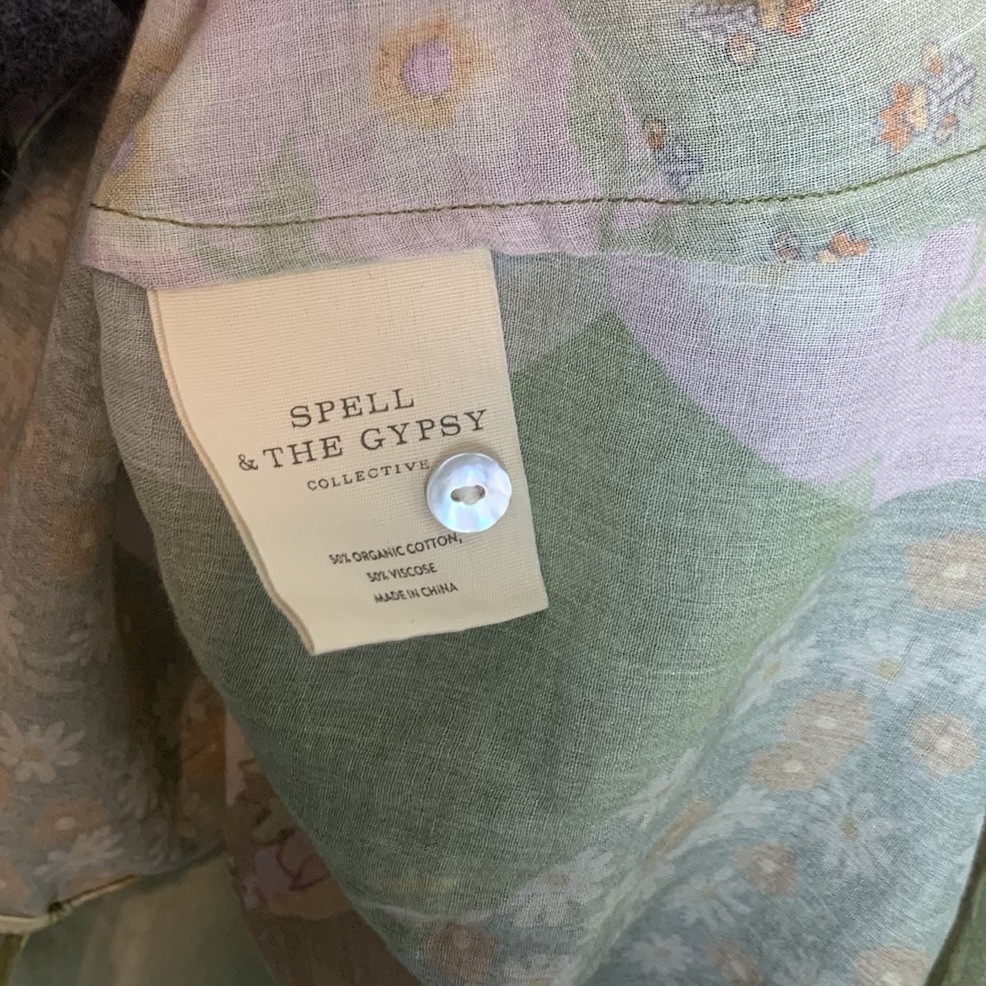 SPELL
& THE GYPSY
COLLECTIVE
50% ORGANIC COTTON,
50% VISCOSE
MADE IN CHINA